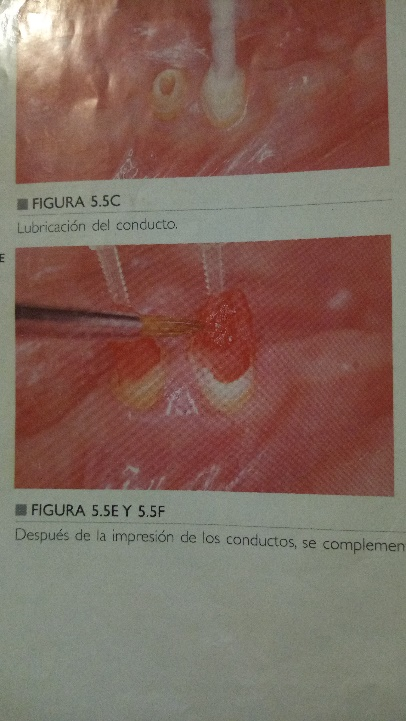 FIGURA 5.5C
Lubricación del conducto.
E
FIGURA 5.5E Y 5.5F
Después de la impresión de los conductos, se complemen